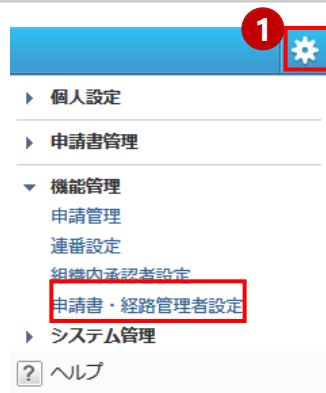 1
個人設定
申請書管理
機能管理
申請管理
連番設定
組織内承認者設定
申請書・経路管理者設定
システム管理
? ヘルプ